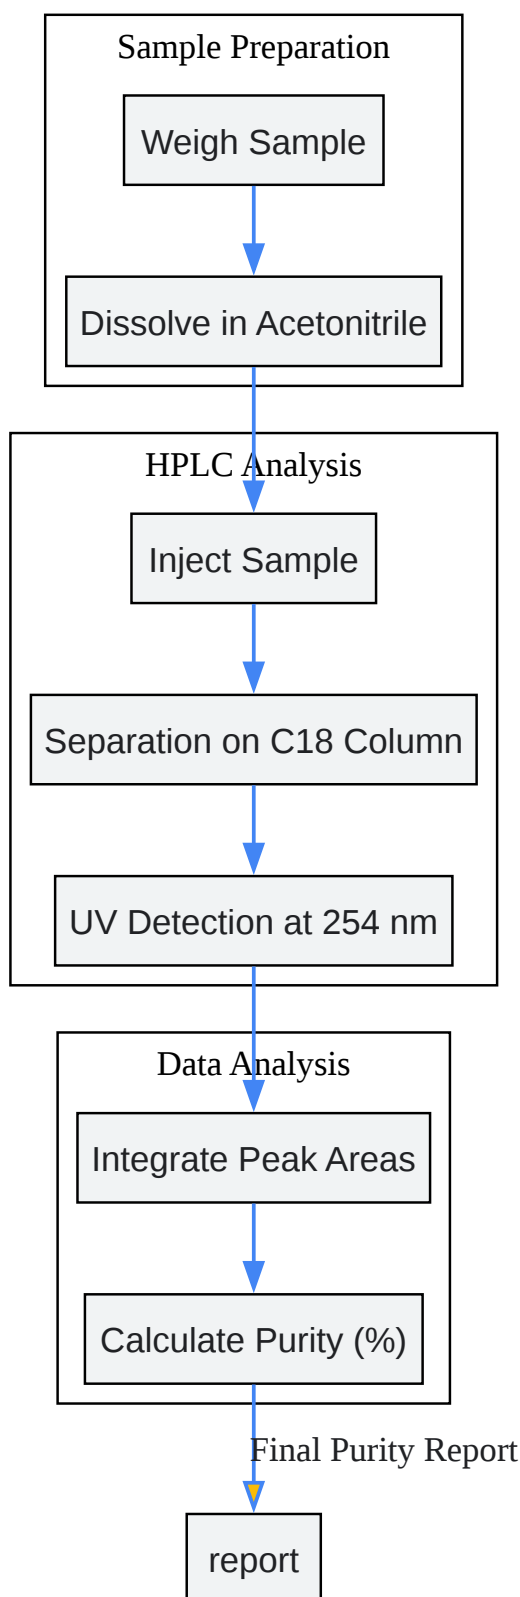 Sample Preparation
Weigh Sample
Dissolve in Acetonitrile
HPLC Analysis
Inject Sample
Separation on C18 Column
UV Detection at 254 nm
Data Analysis
Integrate Peak Areas
Calculate Purity (%)
Final Purity Report
report